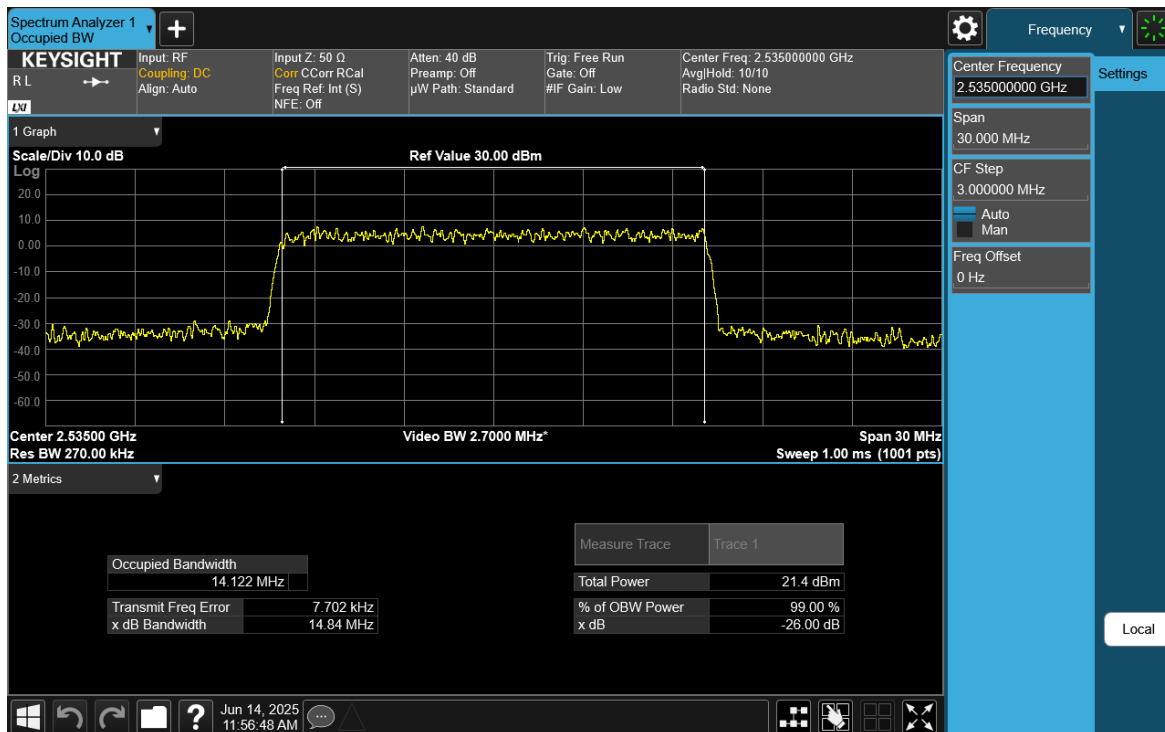 Spectrum Analyzer 1
Occupied BW
Frequency
KEYSIGHT
R L
LXI
Input: RF
Coupling: DC
Align: Auto
Input Z: 50 Ω
Corr CCorr RCal
Freq Ref: Int (S)
NFE: Off
Atten: 40 dB
Preamp: Off
µW Path: Standard
Trig: Free Run
Gate: Off
#IF Gain: Low
Center Freq: 2.535000000 GHz
Avg|Hold: 10/10
Radio Std: None
Center Frequency
2.535000000 GHz
Settings
Span
30.000 MHz
CF Step
3.000000 MHz
Auto
Man
Freq Offset
0 Hz
Local
1 Graph
Scale/Div 10.0 dB
Ref Value 30.00 dBm
Log
20.0
10.0
0.00
-10.0
-20.0
-30.0
-40.0
-50.0
-60.0
Center 2.53500 GHz
Video BW 2.7000 MHz*
Span 30 MHz
Res BW 270.00 kHz
Sweep 1.00 ms (1001 pts)
2 Metrics
Measure Trace
Trace 1
Occupied Bandwidth
14.122 MHz
Total Power
21.4 dBm
Transmit Freq Error
7.702 kHz
% of OBW Power
99.00 %
x dB Bandwidth
14.84 MHz
x dB
-26.00 dB
?
Jun 14, 2025
11:56:48 AM